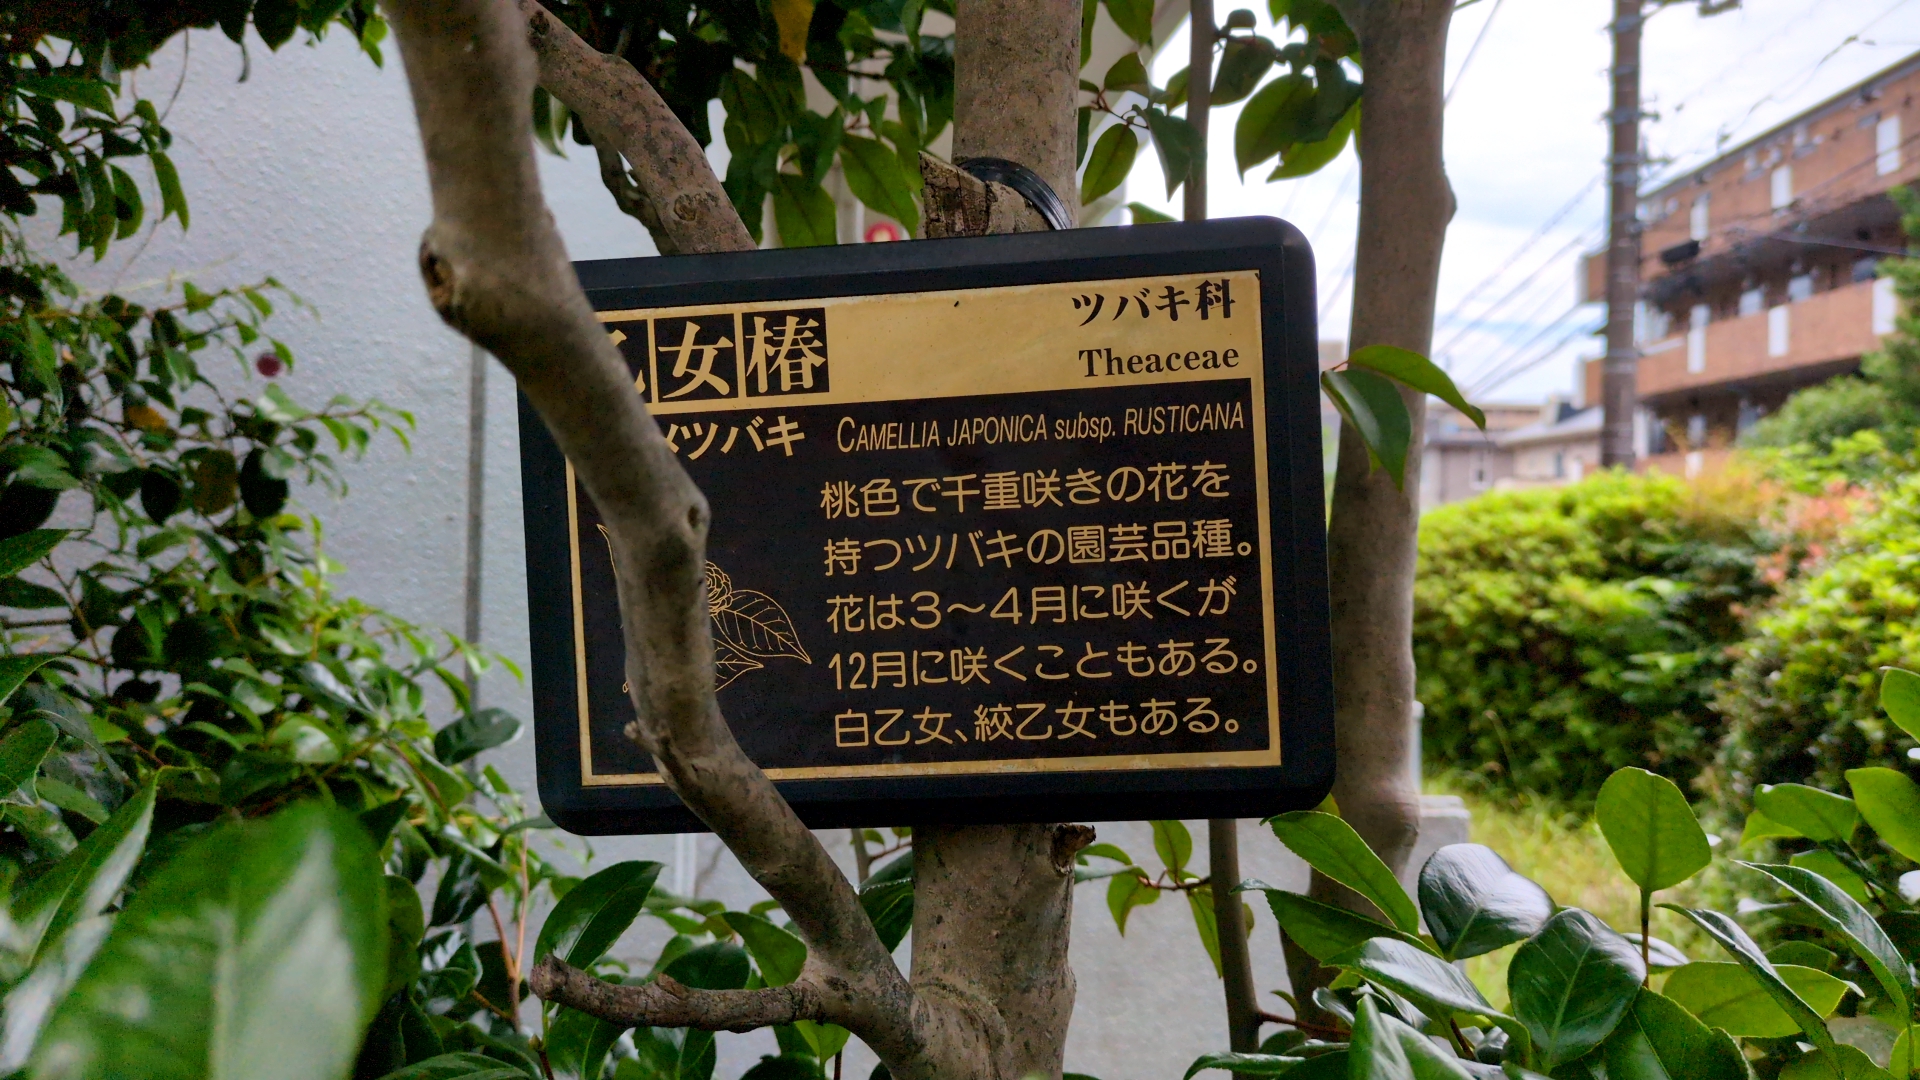 乙女椿
ツバキ科
Theaceae
メツバキ CAMELLIA JAPONICA subsp. RUSTICANA
桃色で千重咲きの花を
持つツバキの園芸品種。
花は3〜4月に咲くが
12月に咲くこともある。
白乙女、絞乙女もある。